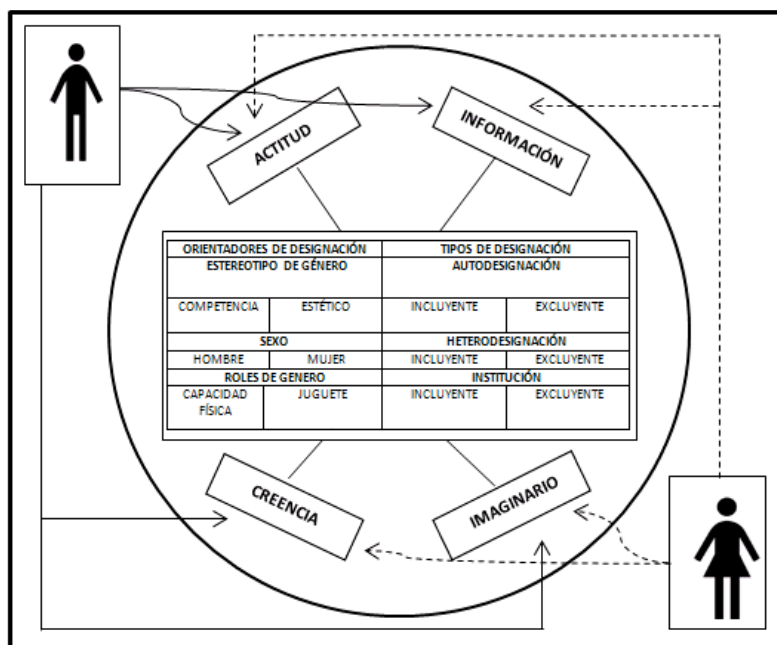 ACTITUD
INFORMACIÓN
ORIENTADORES DE DESIGNACIÓN
TIPOS DE DESIGNACIÓN
ESTEREOTIPO DE GÉNERO
AUTODESIGNACIÓN
COMPETENCIA
ESTÉTICO
INCLUYENTE
EXCLUYENTE
SEXO
HETERODESIGNACIÓN
HOMBRE
MUJER
INCLUYENTE
EXCLUYENTE
ROLES DE GENERO
INSTITUCIÓN
CAPACIDAD
FÍSICA
JUGUETE
INCLUYENTE
EXCLUYENTE
CREENCIA
IMAGINARIO